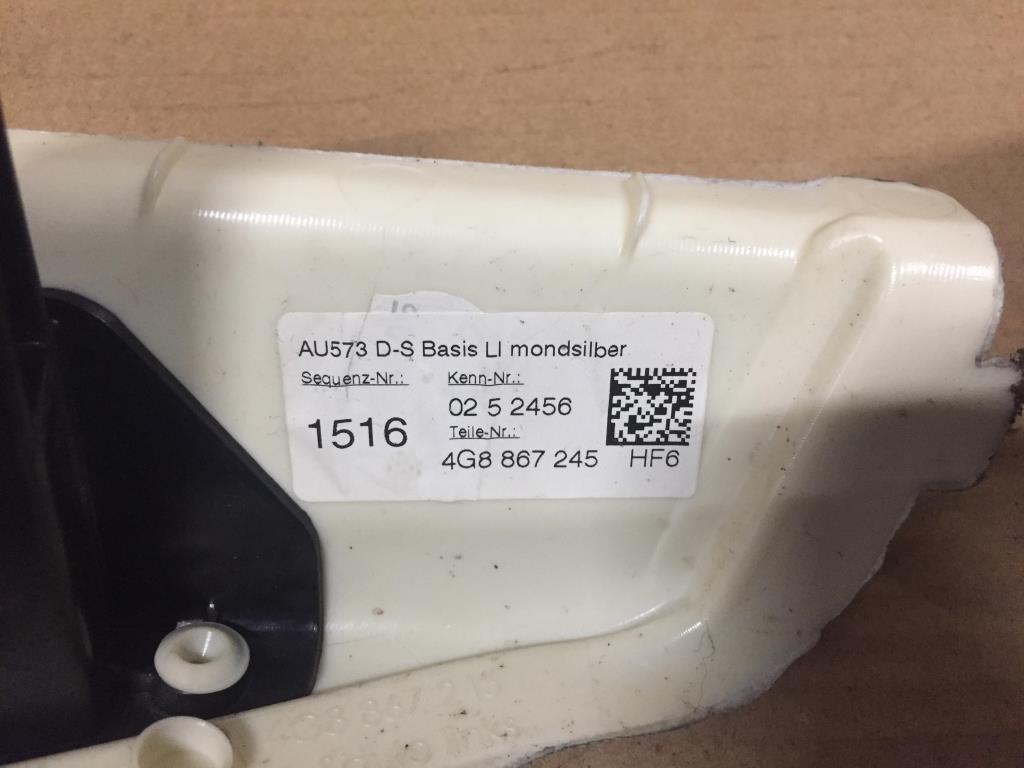 AU573 D-S Basis LI mondsilber
Sequenz-Nr.: Kenn-Nr.:
02 5 2456
1516
Teile-Nr.:
4G8 867 245 HF6